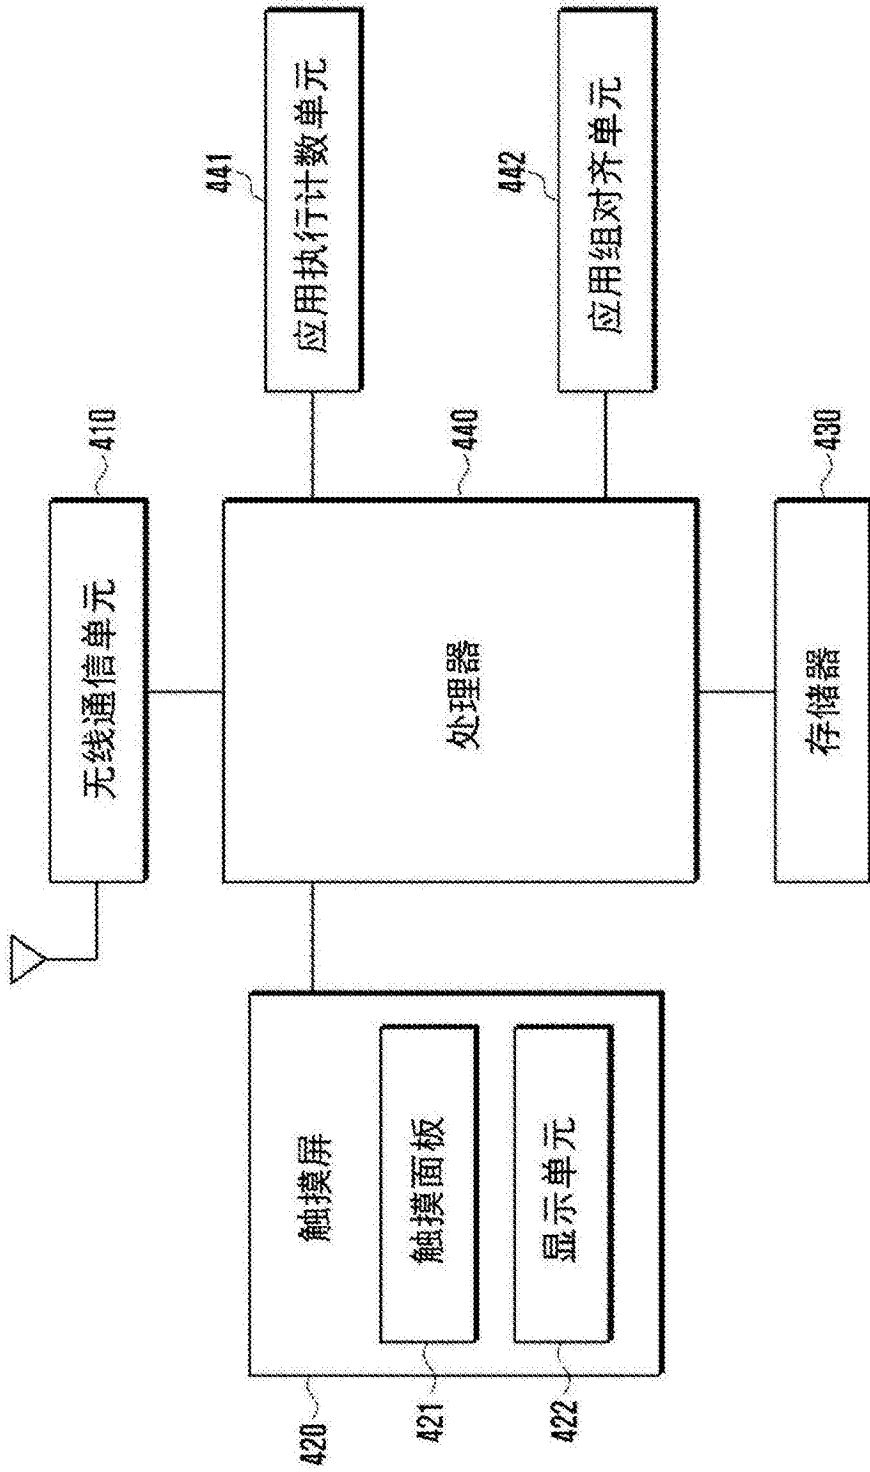 410
无线通信单元
420
触摸屏
421
触摸面板
422
显示单元
440
处理器
441
应用执行计数单元
442
应用组对齐单元
430
存储器